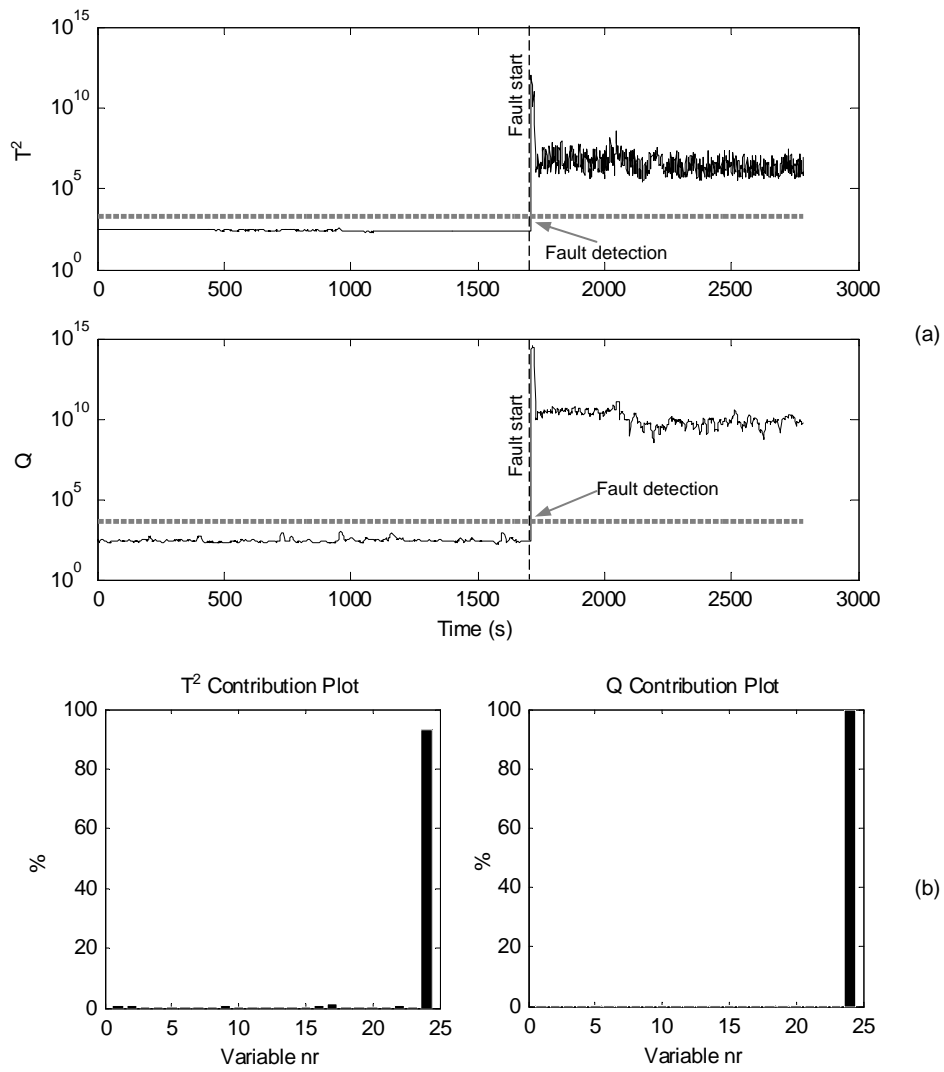 10^15
10^10
10^5
10^0
T^2
Fault start
Fault detection
0 500 1000 1500 2000 2500 3000
(a)
10^15
10^10
10^5
10^0
Q
Fault start
Fault detection
0 500 1000 1500 2000 2500 3000
Time (s)
T^2 Contribution Plot
100
80
60
40
20
0
%
0 5 10 15 20 25
Variable nr
Q Contribution Plot
100
80
60
40
20
0
%
0 5 10 15 20 25
Variable nr
(b)